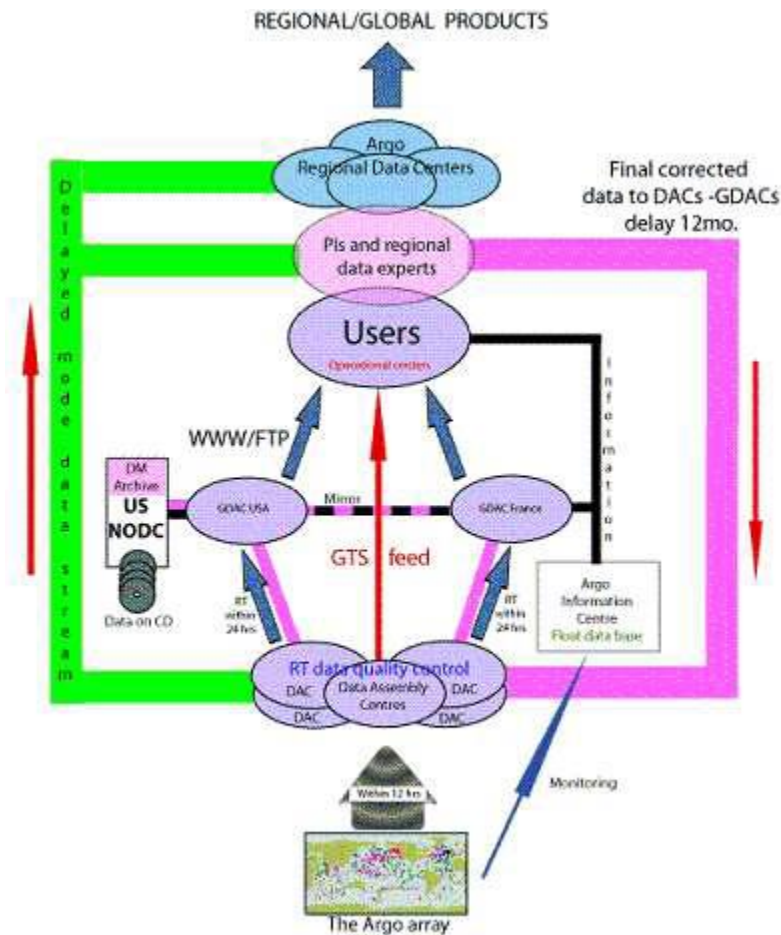 REGIONAL/GLOBAL PRODUCTS
Argo
Regional Data Centers
Final corrected
data to DACs -GDACs
delay 12mo.
PIs and regional
data experts
Users
Operational centers
Delayed mode data stream
Information
WWW/FTP
DM
Archive
US
NODC
Data on CD
GDAC USA
Mirror
GDAC France
GTS feed
RT
within
24 hrs
RT
within
24 hrs
Argo
Information
Centre
Float data base
RT data quality control
DAC
Data Assembly
Centres
DAC
DAC
DAC
Within 12 hrs
Monitoring
The Argo array